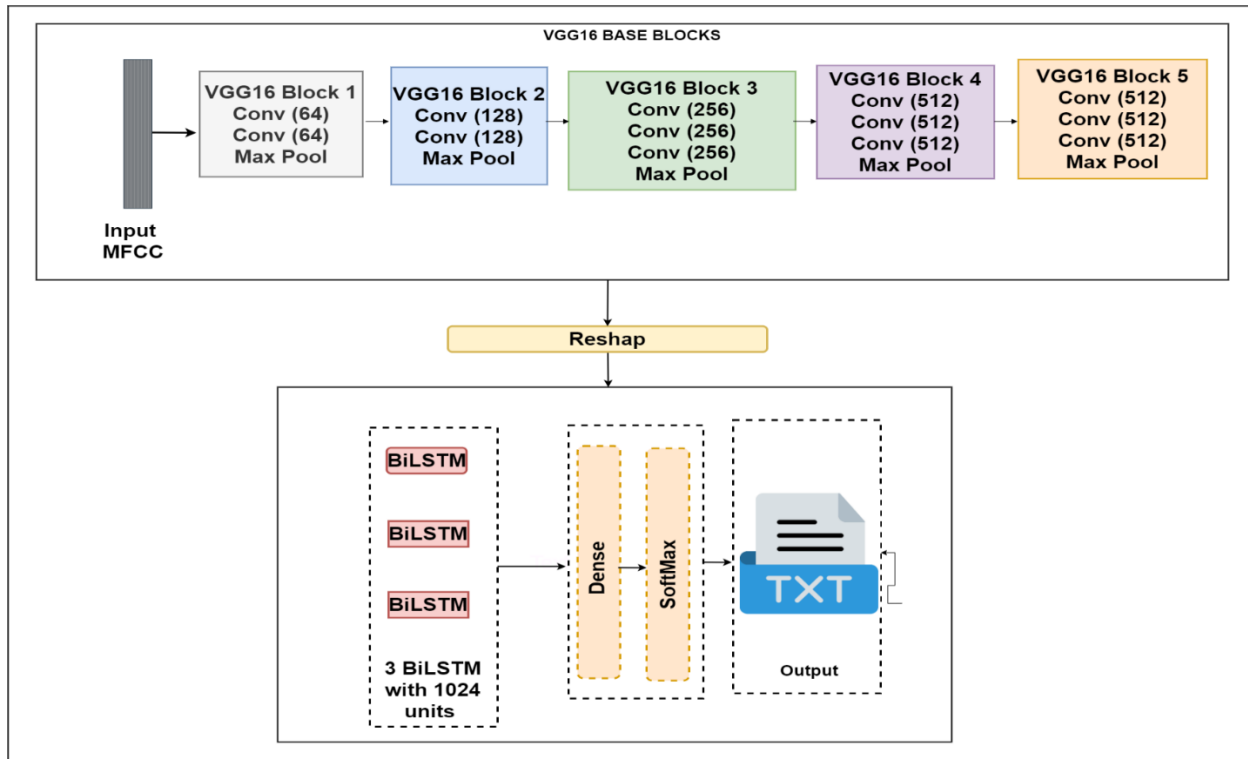 VGG16 BASE BLOCKS
VGG16 Block 1
Conv (64)
Conv (64)
Max Pool
VGG16 Block 2
Conv (128)
Conv (128)
Max Pool
VGG16 Block 3
Conv (256)
Conv (256)
Conv (256)
Max Pool
VGG16 Block 4
Conv (512)
Conv (512)
Conv (512)
Max Pool
VGG16 Block 5
Conv (512)
Conv (512)
Conv (512)
Max Pool
Input
MFCC
Reshap
BiLSTM
BiLSTM
BiLSTM
3 BiLSTM
with 1024
units
Dense
SoftMax
TXT
Output